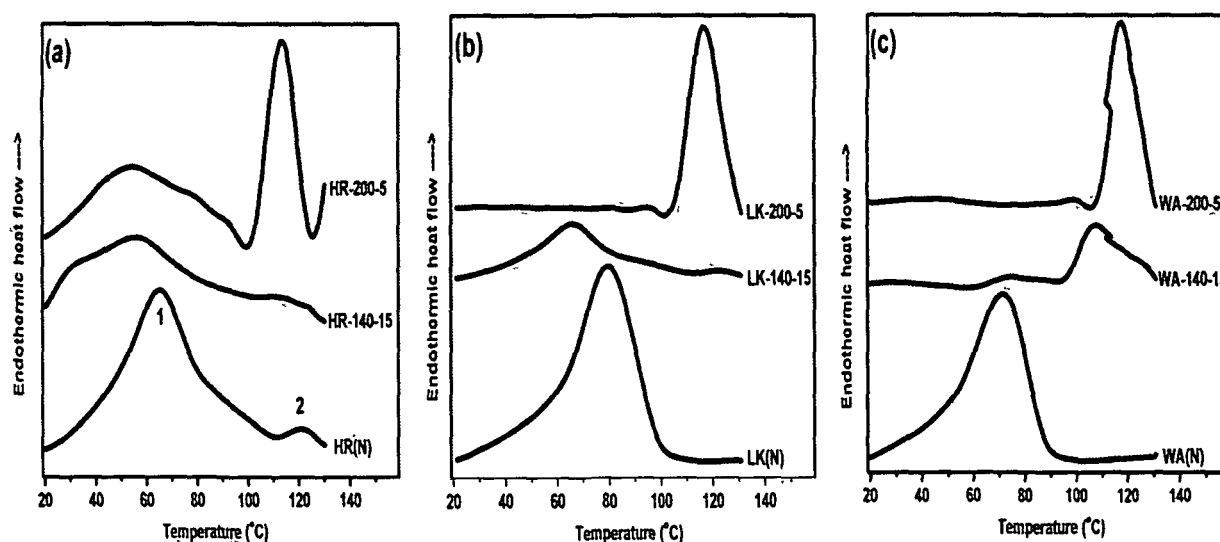 (a)
Endothermic heat flow ---->
HR-200-5
HR-140-15
1
2
HR(N)
20 40 60 80 100 120 140
Temperature (°C)
(b)
Endothermic heat flow ---->
LK-200-5
LK-140-15
LK(N)
20 40 60 80 100 120 140
Temperature (°C)
(c)
Endothermic heat flow ---->
WA-200-5
WA-140-1
WA(N)
20 40 60 80 100 120 140
Temperature (°C)